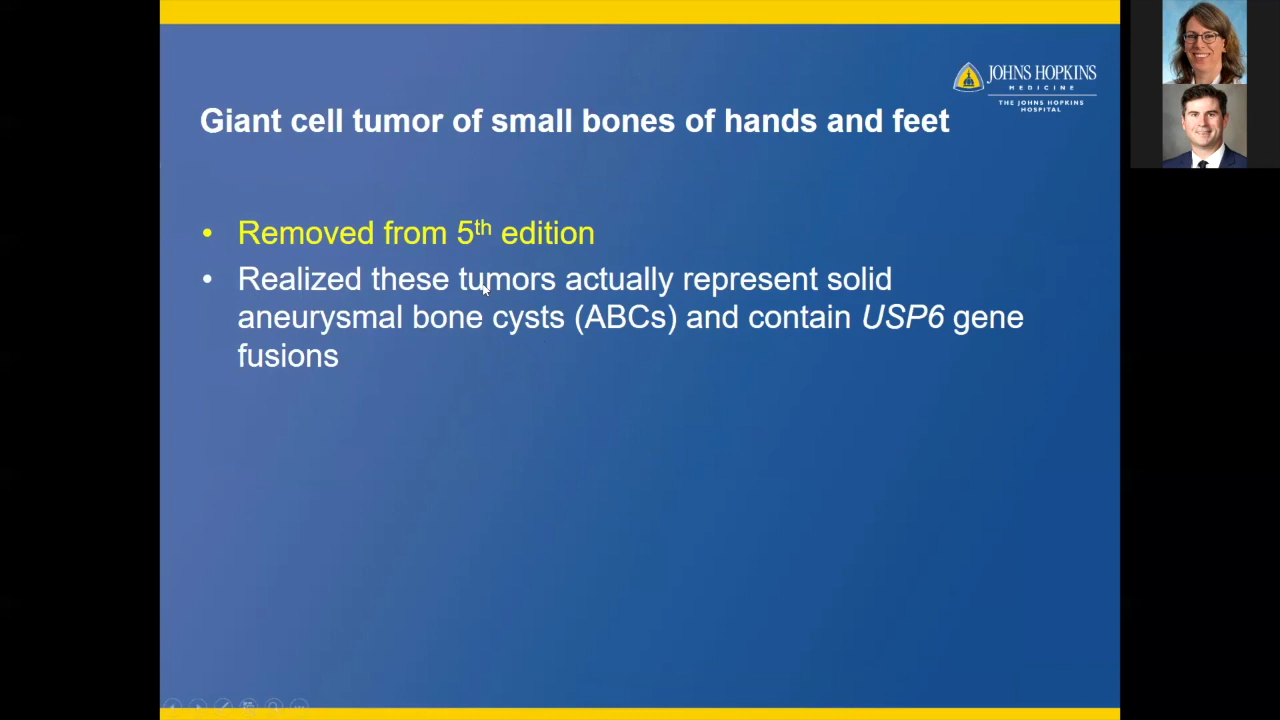 JOHNS HOPKINS
MEDICINE
THE JOHNS HOPKINS
HOSPITAL
Giant cell tumor of small bones of hands and feet
• Removed from 5th edition
• Realized these tumors actually represent solid
aneurysmal bone cysts (ABCs) and contain USP6 gene
fusions